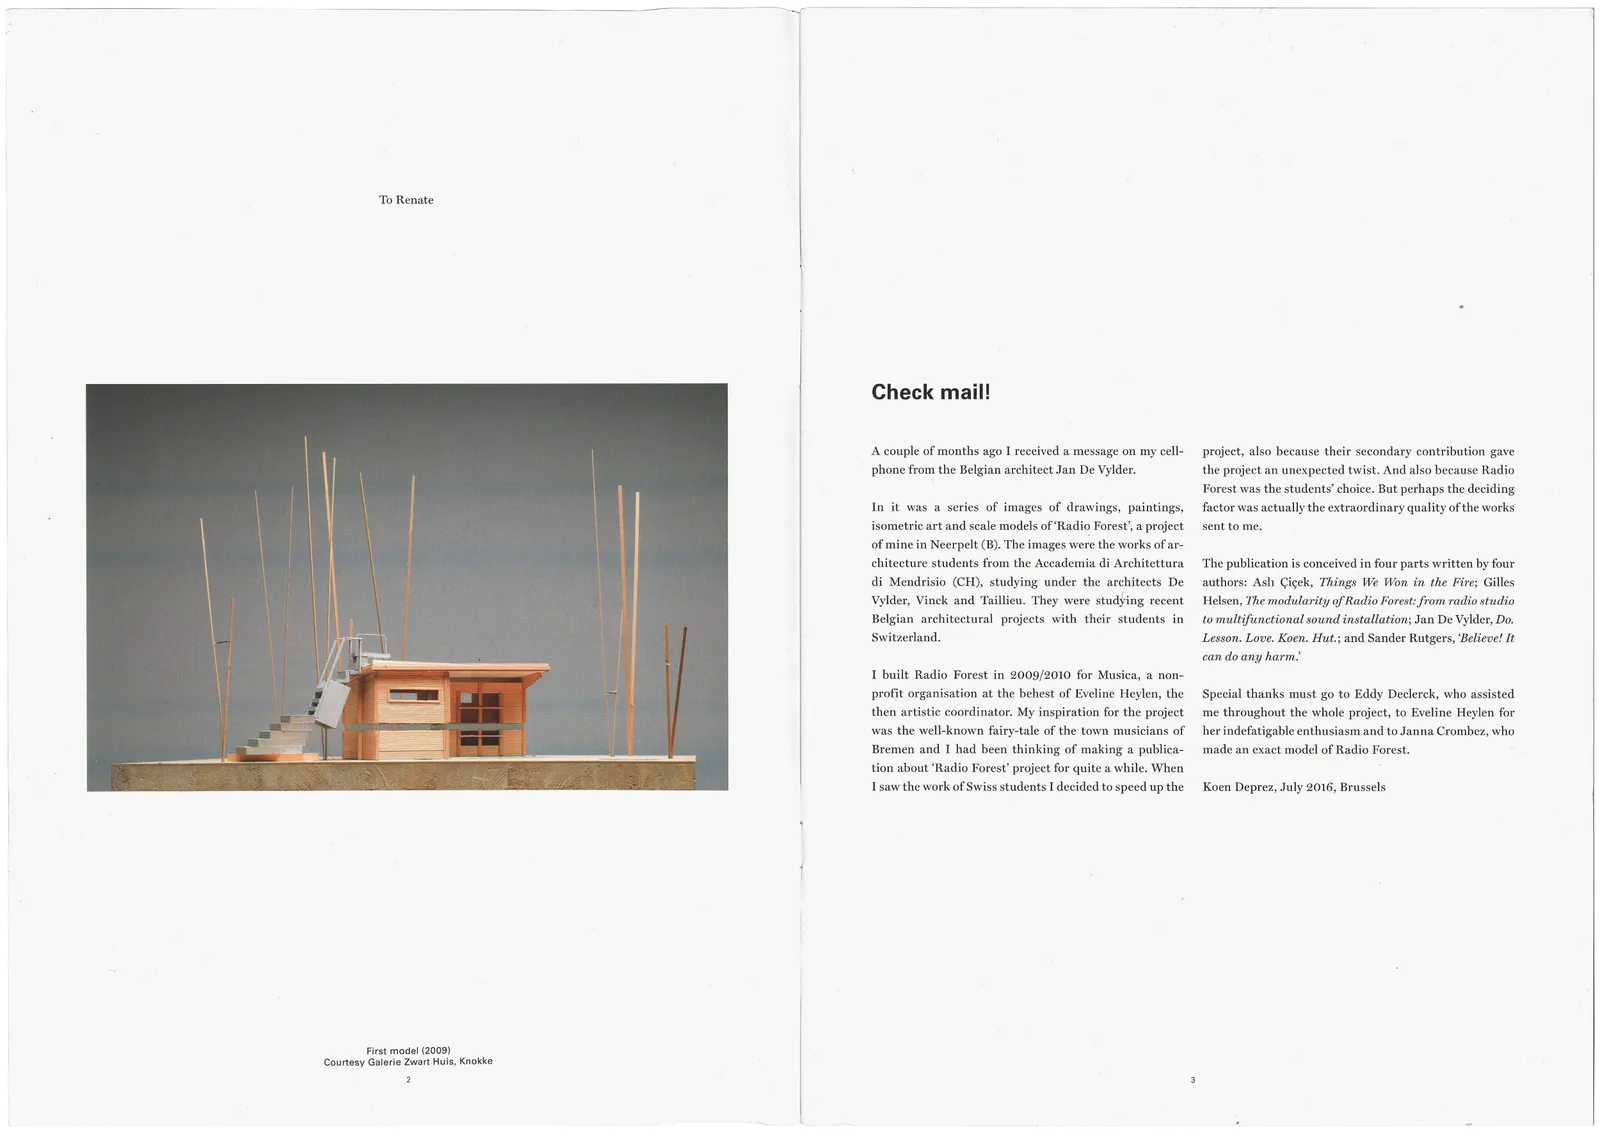 To Renate
First model (2009)
Courtesy Galerie Zwart Huis, Knokke
2
Check mail!
A couple of months ago I received a message on my cell-
phone from the Belgian architect Jan De Vylder.
In it was a series of images of drawings, paintings,
isometric art and scale models of ‘Radio Forest’, a project
of mine in Neerpelt (B). The images were the works of ar-
chitecture students from the Accademia di Architettura
di Mendrisio (CH), studying under the architects De
Vylder, Vinck and Taillieu. They were studying recent
Belgian architectural projects with their students in
Switzerland.
I built Radio Forest in 2009/2010 for Musica, a non-
profit organisation at the behest of Eveline Heylen, the
then artistic coordinator. My inspiration for the project
was the well-known fairy-tale of the town musicians of
Bremen and I had been thinking of making a publica-
tion about ‘Radio Forest’ project for quite a while. When
I saw the work of Swiss students I decided to speed up the
project, also because their secondary contribution gave
the project an unexpected twist. And also because Radio
Forest was the students’ choice. But perhaps the deciding
factor was actually the extraordinary quality of the works
sent to me.
The publication is conceived in four parts written by four
authors: Aslı Çiçek, Things We Won in the Fire; Gilles
Helsen, The modularity of Radio Forest: from radio studio
to multifunctional sound installation; Jan De Vylder, Do.
Lesson. Love. Koen. Hut.; and Sander Rutgers, ‘Believe! It
can do any harm.’
Special thanks must go to Eddy Declerck, who assisted
me throughout the whole project, to Eveline Heylen for
her indefatigable enthusiasm and to Janna Crombez, who
made an exact model of Radio Forest.
Koen Deprez, July 2016, Brussels
3